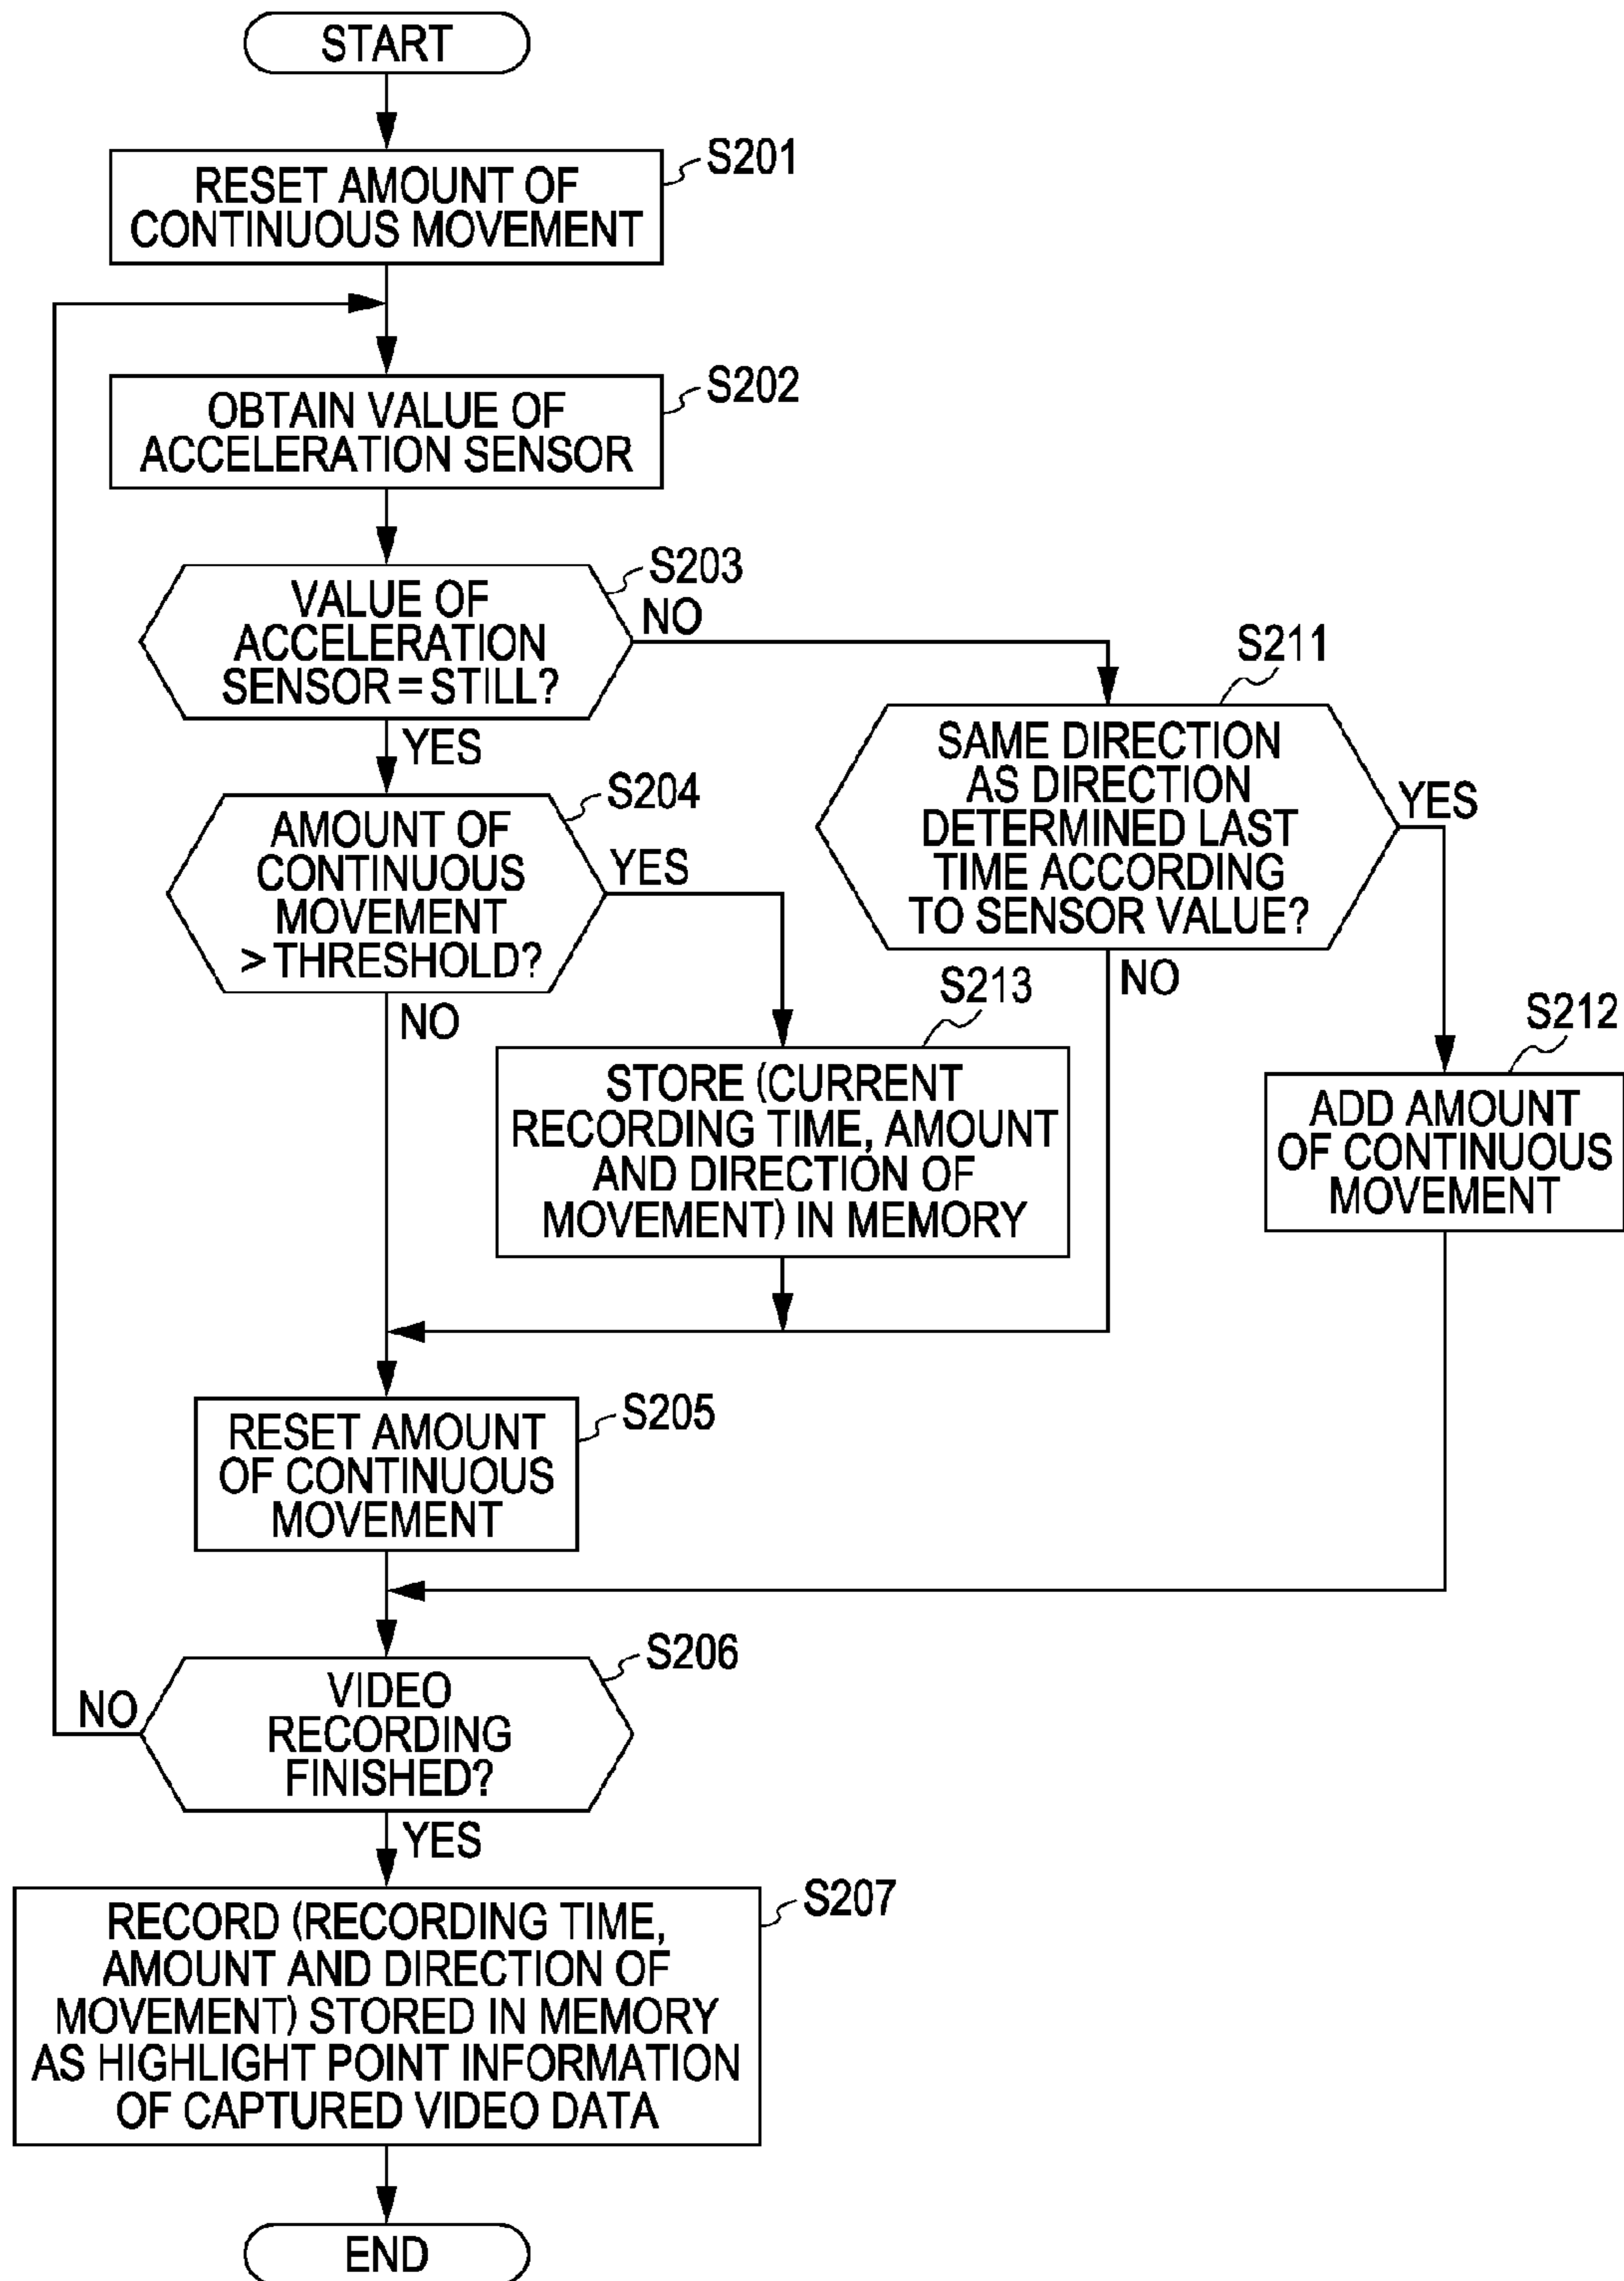 START
RESET AMOUNT OF
CONTINUOUS MOVEMENT
S201
OBTAIN VALUE OF
ACCELERATION SENSOR
S202
VALUE OF
ACCELERATION
SENSOR = STILL?
S203
NO
YES
S211
SAME DIRECTION
AS DIRECTION
DETERMINED LAST
TIME ACCORDING
TO SENSOR VALUE?
YES
NO
S204
AMOUNT OF
CONTINUOUS
MOVEMENT
> THRESHOLD?
YES
NO
S213
STORE (CURRENT
RECORDING TIME, AMOUNT
AND DIRECTION OF
MOVEMENT) IN MEMORY
S212
ADD AMOUNT
OF CONTINUOUS
MOVEMENT
RESET AMOUNT
OF CONTINUOUS
MOVEMENT
S205
S206
VIDEO
RECORDING
FINISHED?
NO
YES
RECORD (RECORDING TIME,
AMOUNT AND DIRECTION OF
MOVEMENT) STORED IN MEMORY
AS HIGHLIGHT POINT INFORMATION
OF CAPTURED VIDEO DATA
S207
END